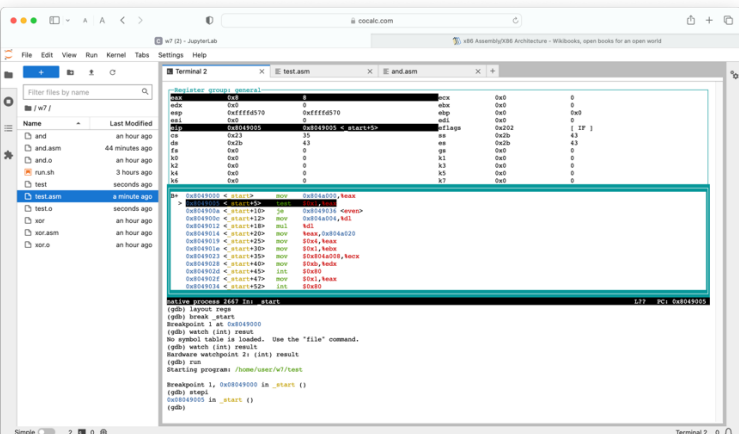 cocalc.com
w7 (2) - JupyterLab
x86 Assembly/X86 Architecture - Wikibooks, open books for an open world
File Edit View Run Kernel Tabs Settings Help
Filter files by name
/ w7 /
Name Last Modified
and an hour ago
and.asm 44 minutes ago
and.o an hour ago
run.sh 3 hours ago
test seconds ago
test.asm a minute ago
test.o seconds ago
xor an hour ago
xor.asm an hour ago
xor.o an hour ago
Terminal 2 test.asm and.asm
Register group: general
eax 0x8 8 ecx 0x0 0
edx 0x0 0 ebx 0x0 0
esp 0xffffd570 0xffffd570 ebp 0x0 0x0
esi 0x0 0 edi 0x0 0
eip 0x8049005 0x8049005 <_start+5> eflags 0x202 [ IF ]
cs 0x23 35 ss 0x2b 43
ds 0x2b 43 es 0x2b 43
fs 0x0 0 gs 0x0 0
k0 0x0 0 k1 0x0 0
k2 0x0 0 k3 0x0 0
k4 0x0 0 k5 0x0 0
k6 0x0 0 k7 0x0 0
B+ 0x8049000 <_start> mov 0x804a000,%eax
> 0x8049005 <_start+5> test
0x804900a <_start+10> je 0x8049036 <even>
0x804900c <_start+12> mov 0x804a004,%dl
0x8049012 <_start+18> mul %dl
0x8049014 <_start+20> mov %eax,0x804a020
0x8049019 <_start+25> mov $0x4,%eax
0x804901e <_start+30> mov $0x1,%ebx
0x8049023 <_start+35> mov $0x804a008,%ecx
0x8049028 <_start+40> mov $0xb,%edx
0x804902d <_start+45> int $0x80
0x804902f <_start+47> mov $0x1,%eax
0x8049034 <_start+52> int $0x80
native process 2667 In: _start L?? PC: 0x8049005
(gdb) layout regs
(gdb) break _start
Breakpoint 1 at 0x8049000
(gdb) watch (int) resut
No symbol table is loaded. Use the "file" command.
(gdb) watch (int) result
Hardware watchpoint 2: (int) result
(gdb) run
Starting program: /home/user/w7/test
Breakpoint 1, 0x08049000 in _start ()
(gdb) stepi
0x08049005 in _start ()
(gdb)
Simple 2 0 Terminal 2 0